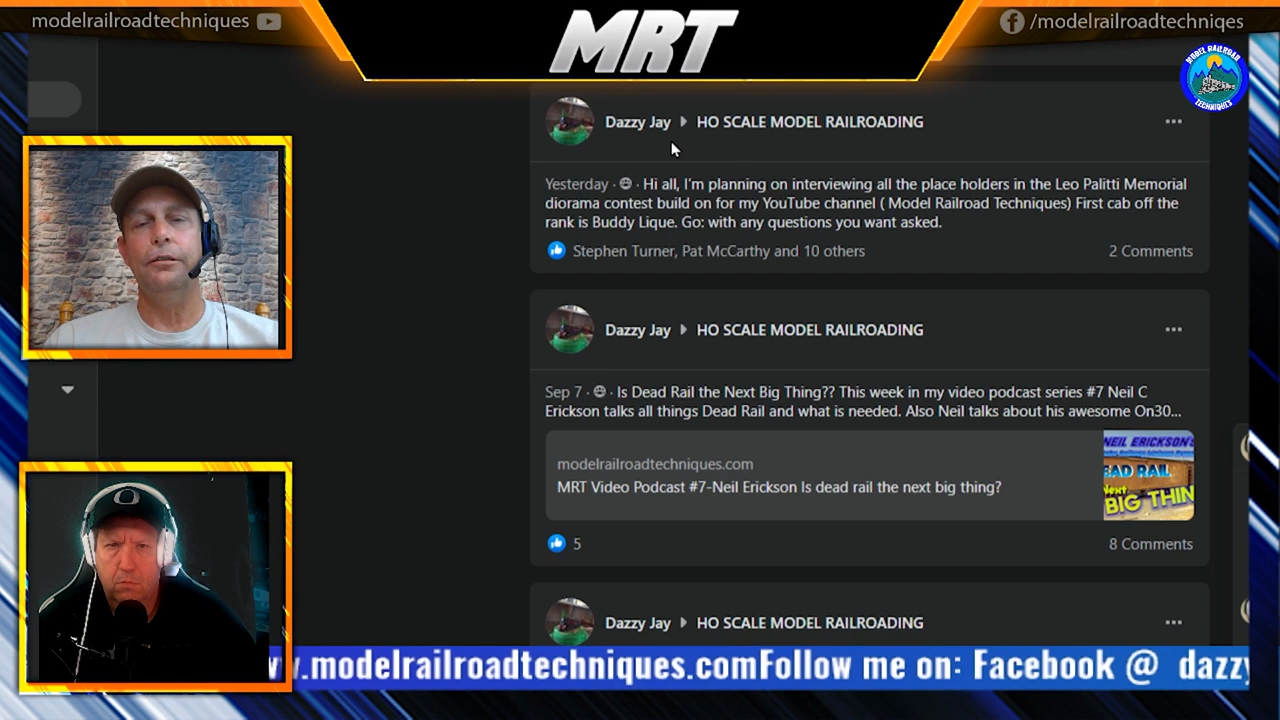 modelrailroadtechniques
MRT
/modelrailroadtechniqes
MODEL RAILROAD
TECHNIQUES
Dazzy Jay HO SCALE MODEL RAILROADING
Yesterday · · Hi all, I'm planning on interviewing all the place holders in the Leo Palitti Memorial
diorama contest build on for my YouTube channel ( Model Railroad Techniques) First cab off the
rank is Buddy Lique. Go: with any questions you want asked.
Stephen Turner, Pat McCarthy and 10 others
2 Comments
Dazzy Jay HO SCALE MODEL RAILROADING
Sep 7 · · Is Dead Rail the Next Big Thing?? This week in my video podcast series #7 Neil C
Erickson talks all things Dead Rail and what is needed. Also Neil talks about his awesome On30...
modelrailroadtechniques.com
MRT Video Podcast #7-Neil Erickson Is dead rail the next big thing?
NEIL ERICKSON'S
EAD RAIL
Next
BIG THIN
5
8 Comments
Dazzy Jay HO SCALE MODEL RAILROADING
w.modelrailroadtechniques.comFollow me on: Facebook @ dazzy